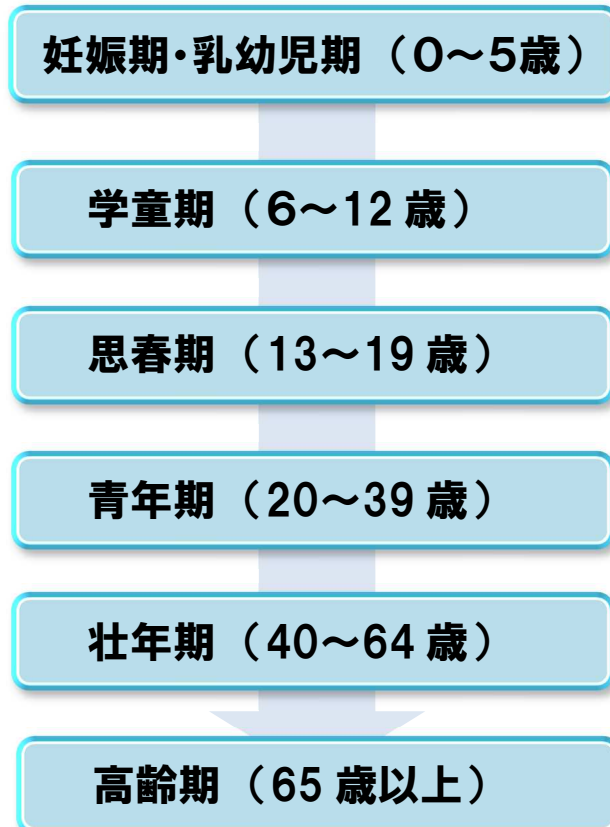 妊娠期・乳幼児期（０～５歳）
学童期（６～12 歳）
思春期（13～19 歳）
青年期（20～39 歳）
壮年期（40～64 歳）
高齢期（65 歳以上）